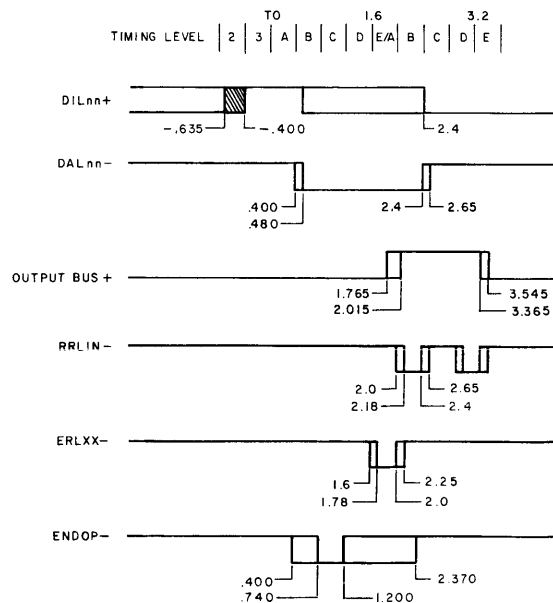 TO 1.6 3.2
TIMING LEVEL 2 3 A B C D E/A B C D E
DILnn+
-.635 -.400 2.4
DALnn-
.400 2.4 2.65
.480
OUTPUT BUS +
1.765 3.545
2.015 3.365
RRLIN-
2.0 2.65
2.18 2.4
ERLXX-
1.6 2.25
1.78 2.0
ENDOP-
.400 2.370
.740 1.200